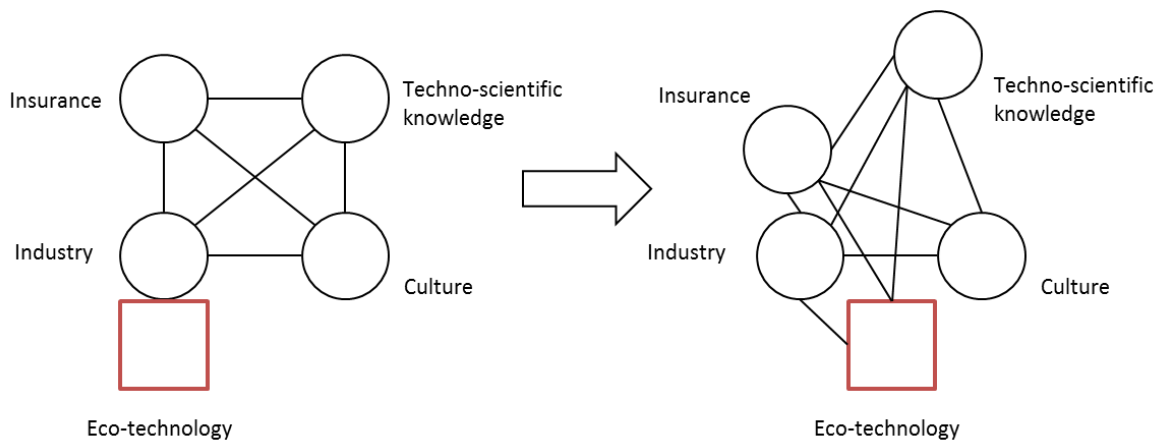 Insurance
Techno-scientific
knowledge
Industry
Culture
Eco-technology
Insurance
Techno-scientific
knowledge
Industry
Culture
Eco-technology